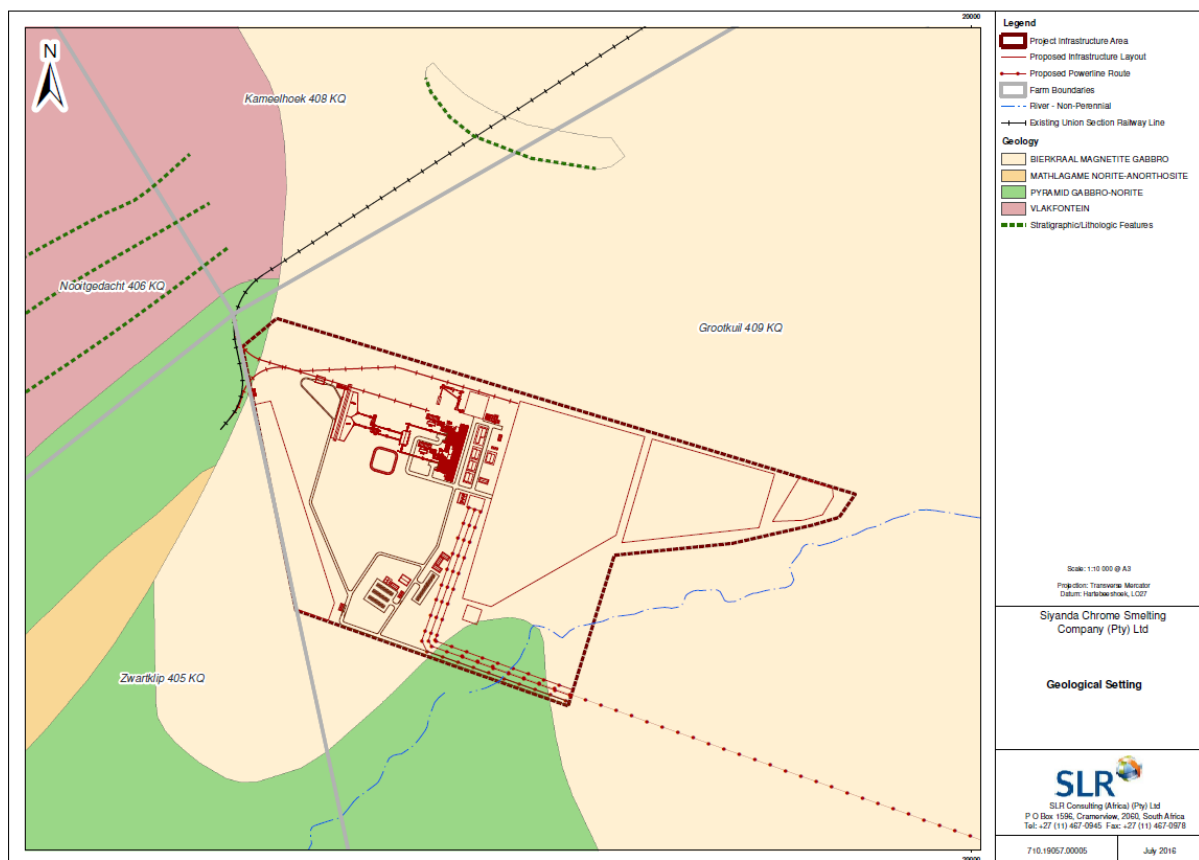 20000
N
Kameelhoek 408 KQ
Nooitgedacht 406 KQ
Grootkuil 409 KQ
Zwartklip 405 KQ
20000
Legend
Project Infrastructure Area
Proposed Infrastructure Layout
Proposed Powerline Route
Farm Boundaries
River - Non-Perennial
Existing Union Section Railway Line
Geology
BIERKRAAL MAGNETITE GABBRO
MATHLAGAME NORITE-ANORTHOSITE
PYRAMID GABBRO-NORITE
VLAKFONTEIN
Stratigraphic/Lithologic Features
Scale: 1:10 000 @ A3
Projection: Transverse Mercator
Datum: Hartebeeshoek, LO27
Siyanda Chrome Smelting
Company (Pty) Ltd
Geological Setting
SLR
SLR Consulting (Africa) (Pty) Ltd
P O Box 1596, Cramerview, 2060, South Africa
Tel: +27 (11) 467-0945 Fax: +27 (11) 467-0978
710.19057.00005
July 2016